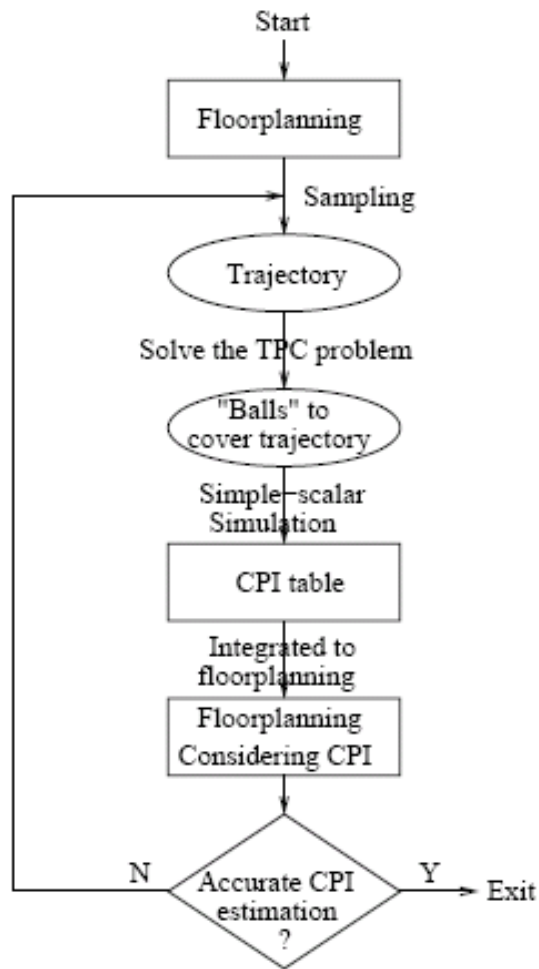 Start
Floorplanning
Sampling
Trajectory
Solve the TPC problem
"Balls" to
cover trajectory
Simple-scalar
Simulation
CPI table
Integrated to
floorplanning
Floorplanning
Considering CPI
N
Accurate CPI
estimation
?
Y
Exit